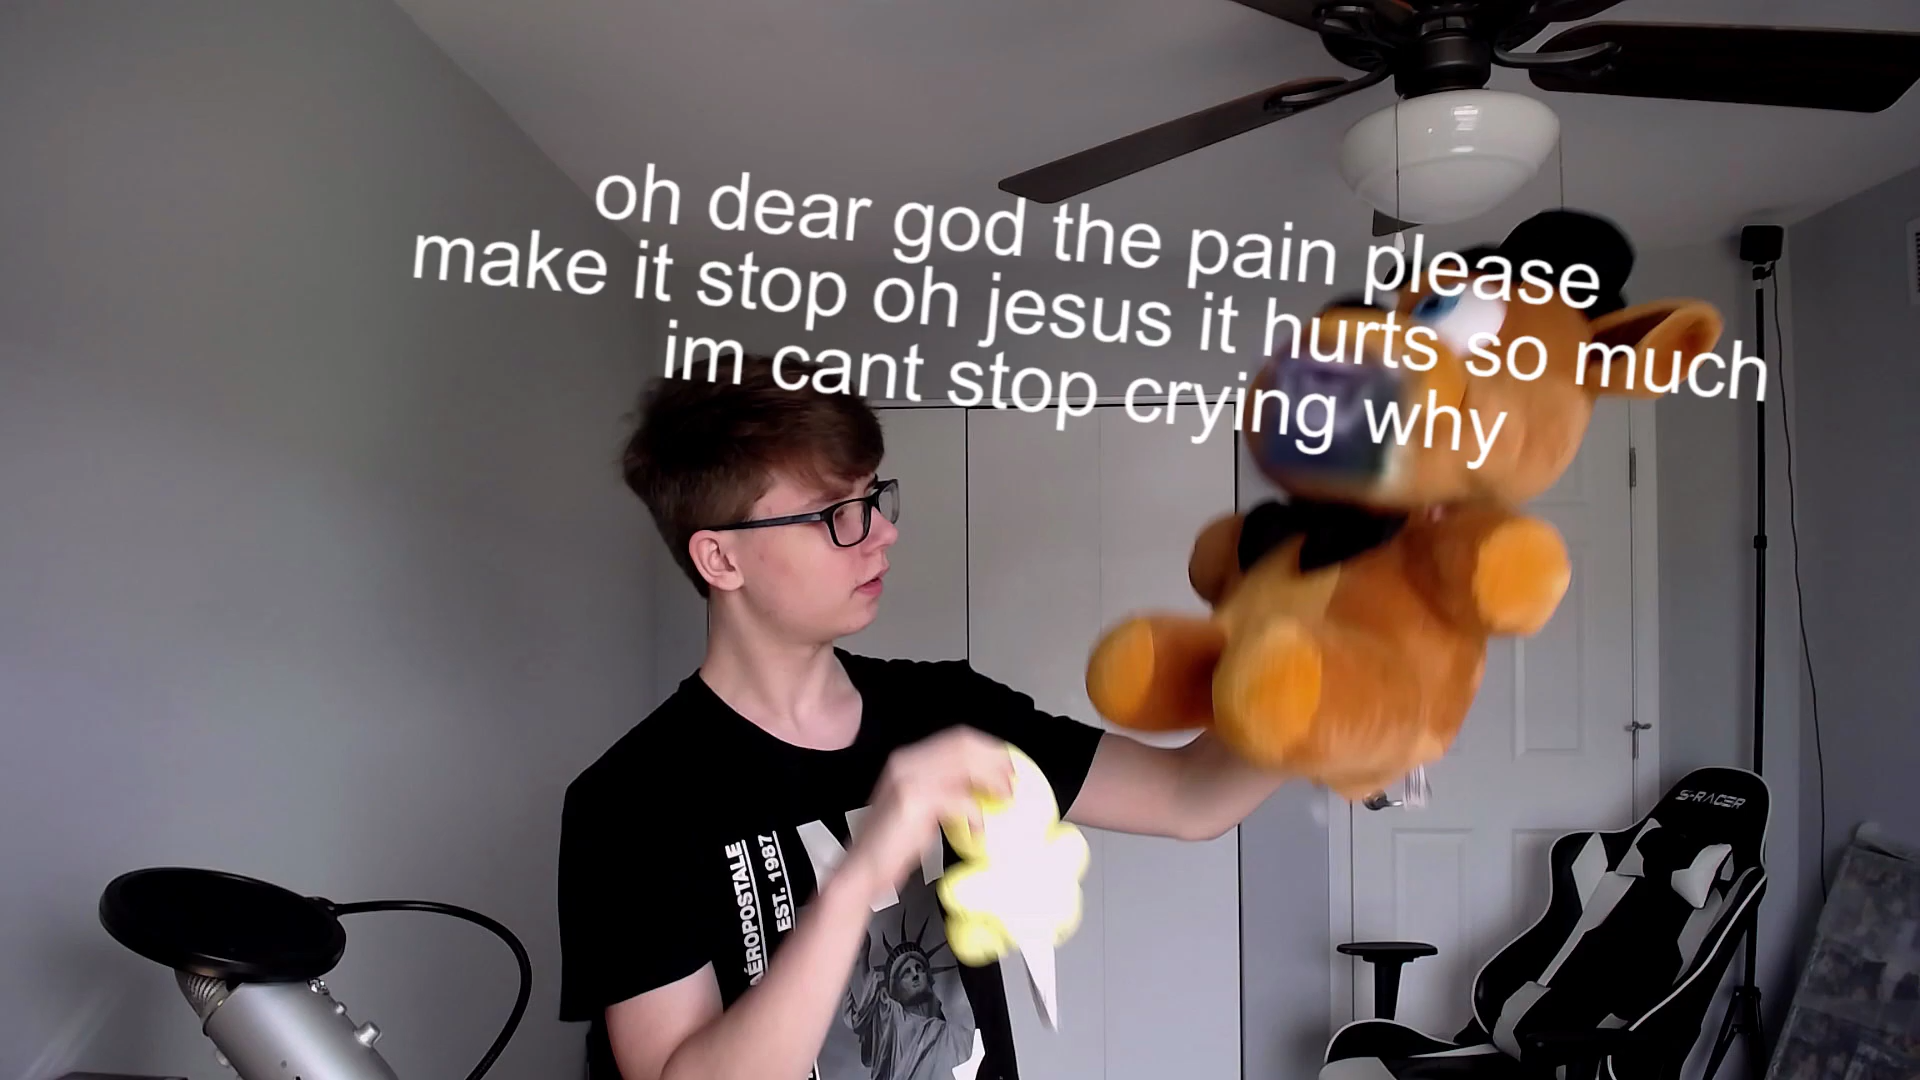 oh dear god the pain please
make it stop oh jesus it hurts so much
im cant stop crying why
AÉROPOSTALE
EST. 1987
S-RACER